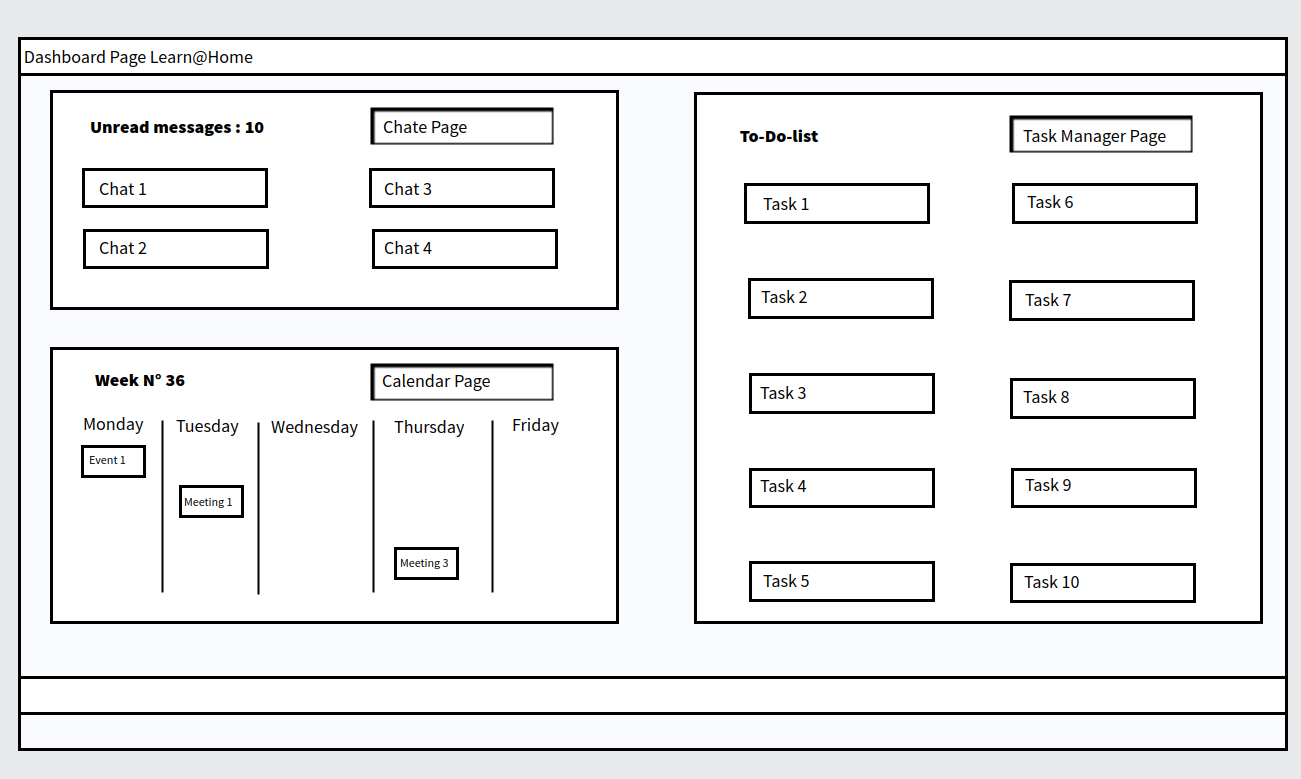 Dashboard Page Learn@Home
Unread messages : 10
Chate Page
Chat 1
Chat 3
Chat 2
Chat 4
Week N° 36
Calendar Page
Monday
Tuesday
Wednesday
Thursday
Friday
Event 1
Meeting 1
Meeting 3
To-Do-list
Task Manager Page
Task 1
Task 6
Task 2
Task 7
Task 3
Task 8
Task 4
Task 9
Task 5
Task 10